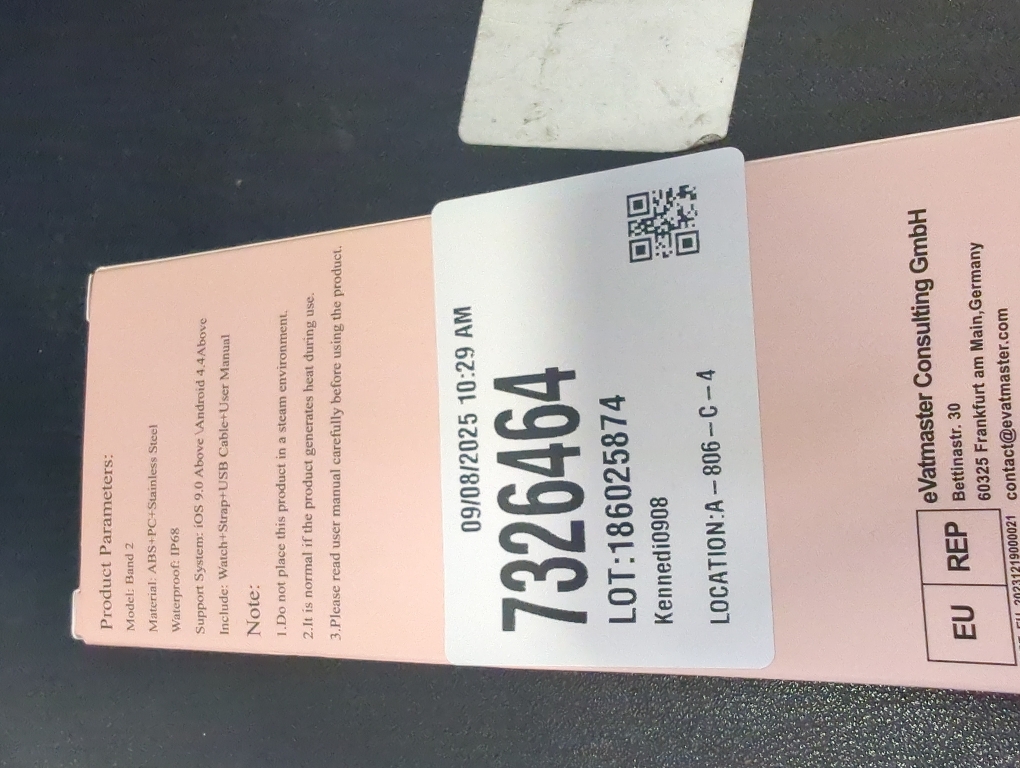 Product Parameters:
Model: Band 2
Material: ABS+PC+Stainless Steel
Waterproof: IP68
Support System: iOS 9.0 Above \Android 4.4Above
Include: Watch+Strap+USB Cable+User Manual
Note:
1.Do not place this product in a steam environment.
2.It is normal if the product generates heat during use.
3.Please read user manual carefully before using the product.
09/08/2025 10:29 AM
7326464
LOT:186025874
Kennedi0908
LOCATION:A-806-C-4
EU REP
eVatmaster Consulting GmbH
Bettinastr. 30
60325 Frankfurt am Main,Germany
contact@evatmaster.com
20231219000021